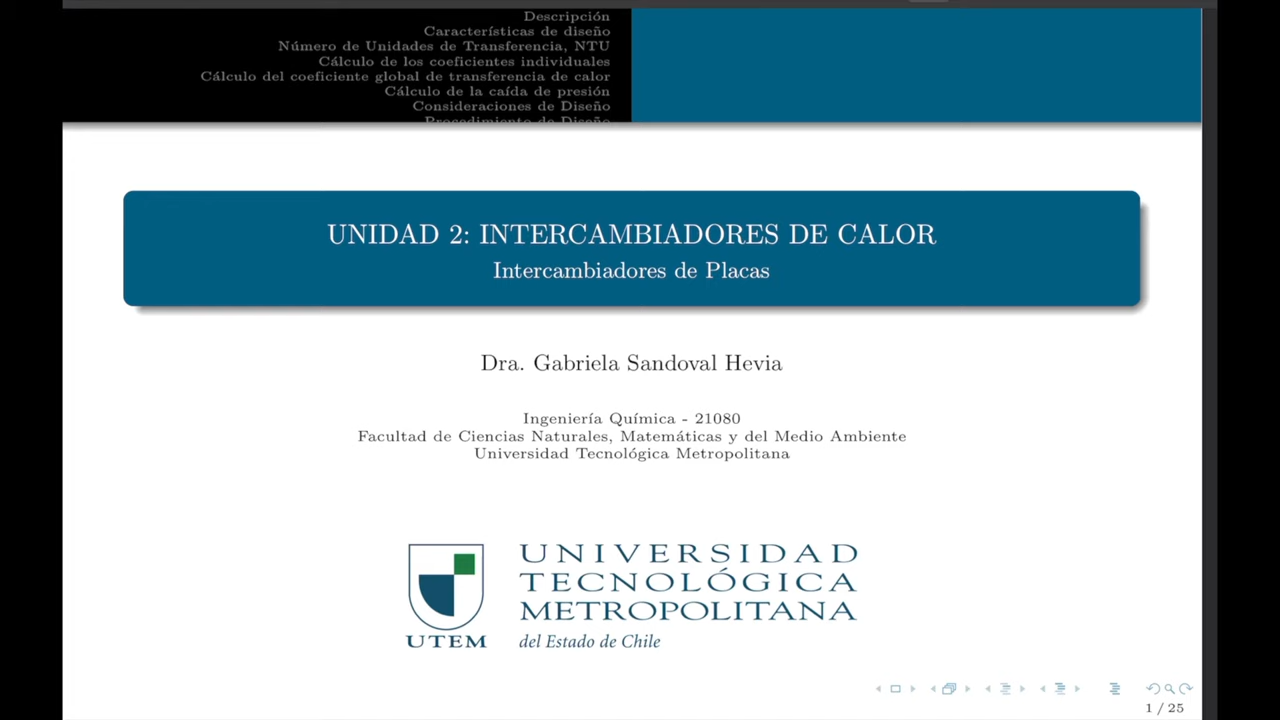 Descripción
Características de diseño
Número de Unidades de Transferencia, NTU
Cálculo de los coeficientes individuales
Cálculo del coeficiente global de transferencia de calor
Cálculo de la caída de presión
Consideraciones de Diseño
Procedimiento de Diseño
UNIDAD 2: INTERCAMBIADORES DE CALOR
Intercambiadores de Placas
Dra. Gabriela Sandoval Hevia
Ingeniería Química - 21080
Facultad de Ciencias Naturales, Matemáticas y del Medio Ambiente
Universidad Tecnológica Metropolitana
UNIVERSIDAD
TECNOLÓGICA
METROPOLITANA
UTEM
del Estado de Chile
1 / 25